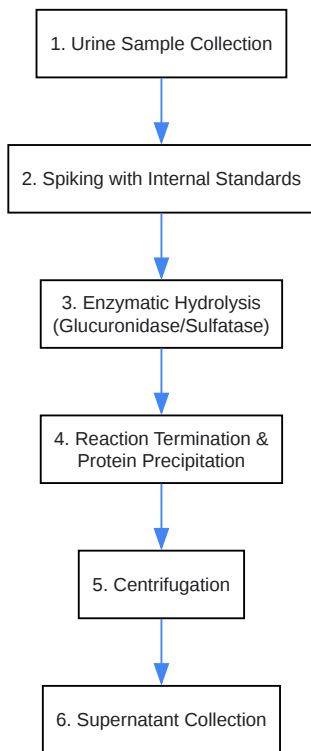 1. Urine Sample Collection
2. Spiking with Internal Standards
3. Enzymatic Hydrolysis
(Glucuronidase/Sulfatase)
4. Reaction Termination &
Protein Precipitation
5. Centrifugation
6. Supernatant Collection